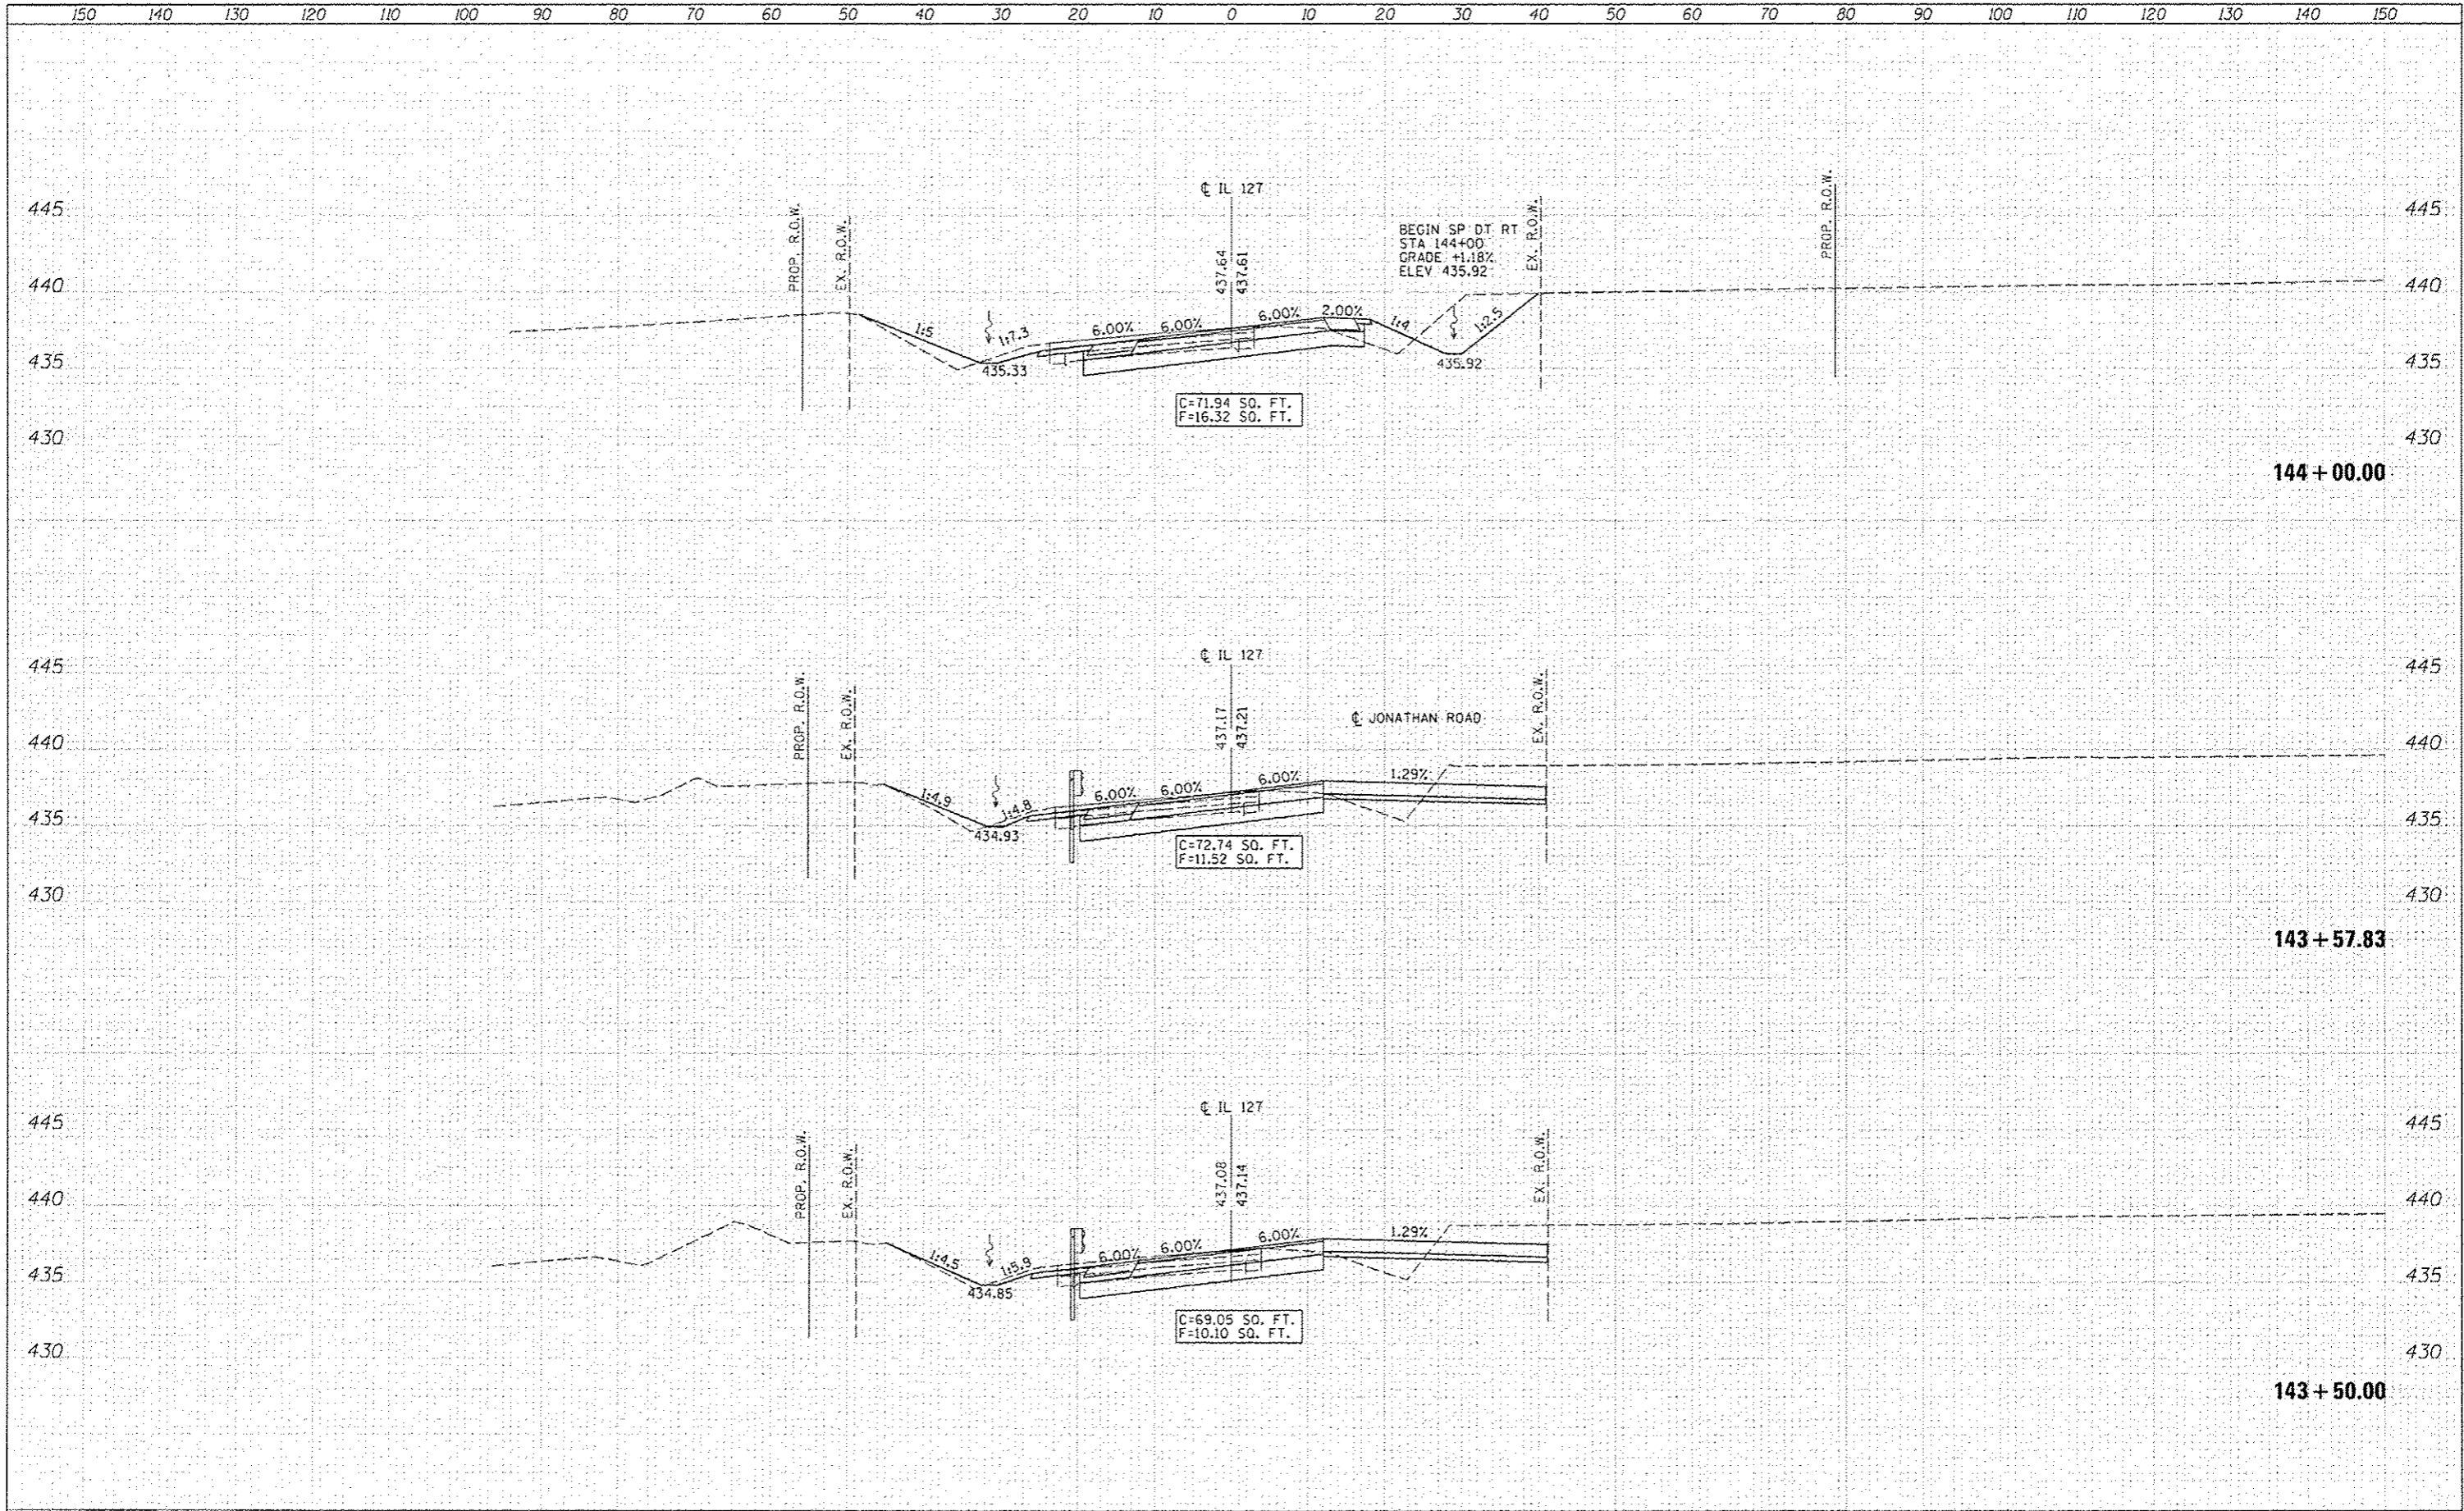 150 140 130 120 110 100 90 80 70 60 50 40 30 20 10 0 10 20 30 40 50 60 70 80 90 100 110 120 130 140 150
℄ IL 127
445 445
PROP. R.O.W.
EX. R.O.W.
437.64
437.61
BEGIN SP DT RT
STA 144+00
GRADE +1.18%
ELEV 435.92
EX. R.O.W.
PROP. R.O.W.
440 440
1:5
1:7.3
6.00%
6.00%
6.00%
2.00%
1:4
1:2.5
435 435
435.33
435.92
C=71.94 SQ. FT.
F=16.32 SQ. FT.
430 430
144+00.00
℄ IL 127
445 445
PROP. R.O.W.
EX. R.O.W.
437.17
437.21
℄ JONATHAN ROAD
EX. R.O.W.
440 440
1:4.9
1:4.8
6.00%
6.00%
6.00%
1.29%
435 435
434.93
C=72.74 SQ. FT.
F=11.52 SQ. FT.
430 430
143+57.83
℄ IL 127
445 445
PROP. R.O.W.
EX. R.O.W.
437.08
437.14
EX. R.O.W.
440 440
1:4.5
1:5.9
6.00%
6.00%
6.00%
1.29%
435 435
434.85
C=69.05 SQ. FT.
F=10.10 SQ. FT.
430 430
143+50.00